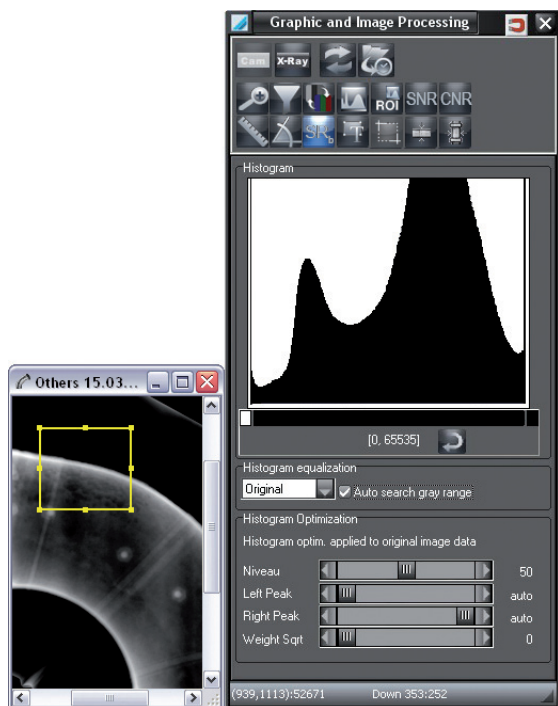 Graphic and Image Processing
Cam X-Ray
ROI SNR CNR
SRb T
Histogram
[0, 65535]
Histogram equalization
Original Auto search gray range
Histogram Optimization
Histogram optim. applied to original image data
Niveau 50
Left Peak auto
Right Peak auto
Weight Sqrt 0
(939,1113):52671 Down 353:252
Others 15.03...